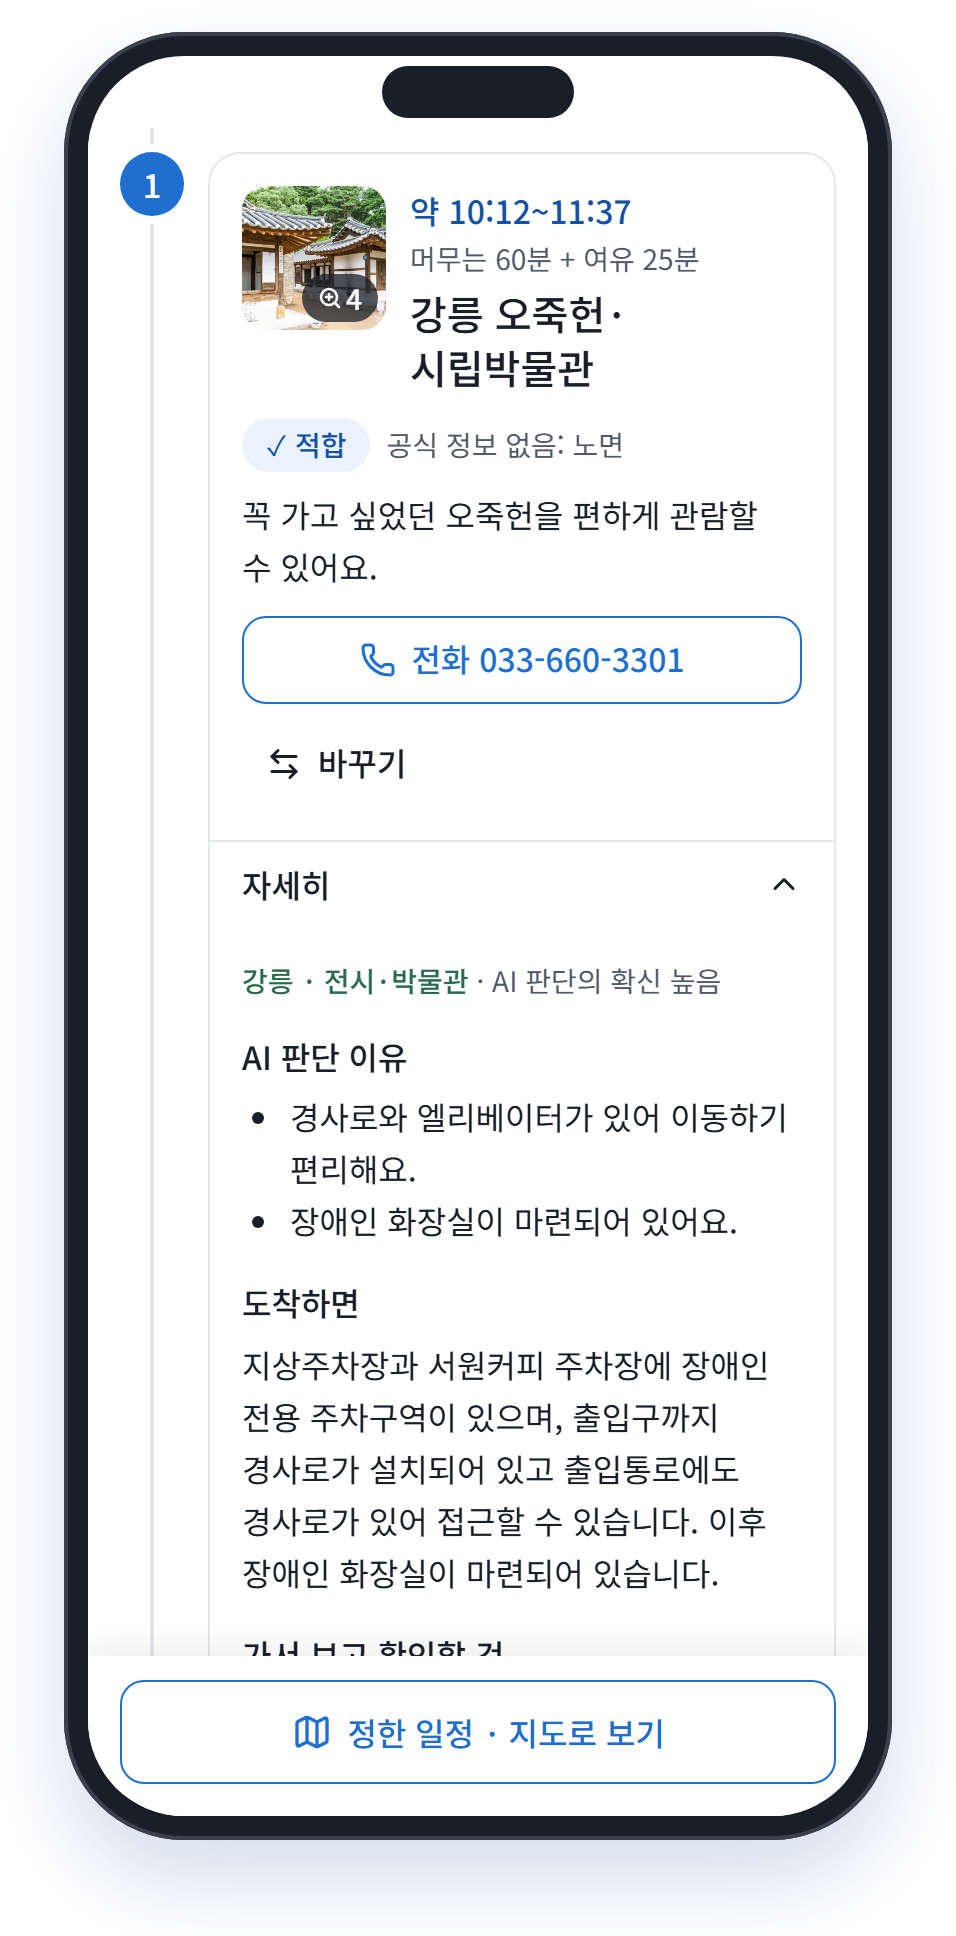 1
약 10:12~11:37
머무는 60분 + 여유 25분
4
강릉 오죽헌·
시립박물관
✓ 적합 공식 정보 없음: 노면
꼭 가고 싶었던 오죽헌을 편하게 관람할
수 있어요.
전화 033-660-3301
바꾸기
자세히
강릉 · 전시·박물관 · AI 판단의 확신 높음
AI 판단 이유
• 경사로와 엘리베이터가 있어 이동하기
편리해요.
• 장애인 화장실이 마련되어 있어요.
도착하면
지상주차장과 서원커피 주차장에 장애인
전용 주차구역이 있으며, 출입구까지
경사로가 설치되어 있고 출입통로에도
경사로가 있어 접근할 수 있습니다. 이후
장애인 화장실이 마련되어 있습니다.
가서 보고 확인할 것
정한 일정 · 지도로 보기